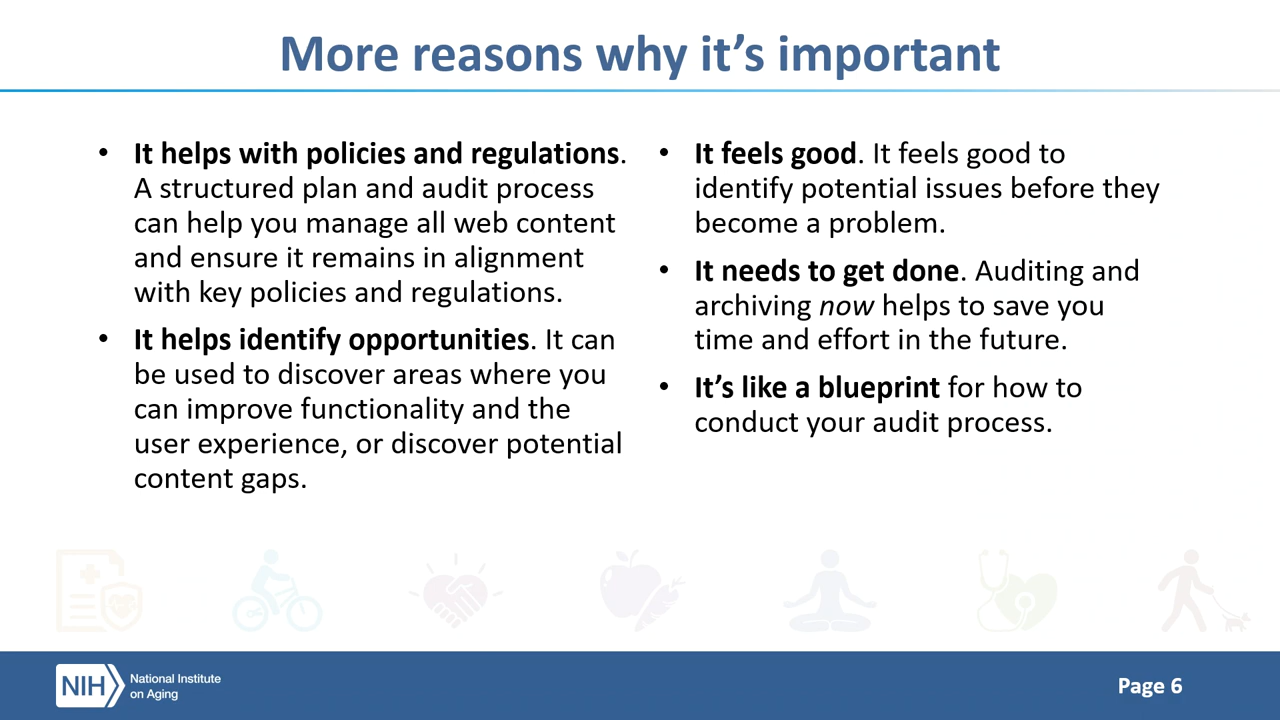 More reasons why it’s important
• It helps with policies and regulations.
A structured plan and audit process
can help you manage all web content
and ensure it remains in alignment
with key policies and regulations.
• It helps identify opportunities. It can
be used to discover areas where you
can improve functionality and the
user experience, or discover potential
content gaps.
• It feels good. It feels good to
identify potential issues before they
become a problem.
• It needs to get done. Auditing and
archiving now helps to save you
time and effort in the future.
• It’s like a blueprint for how to
conduct your audit process.
NIH
National Institute
on Aging
Page 6